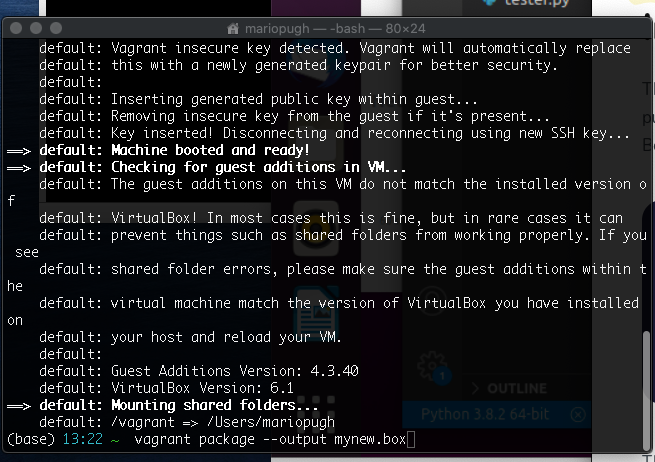 tester.py
mariopugh — -bash — 80×24
default: Vagrant insecure key detected. Vagrant will automatically replace
default: this with a newly generated keypair for better security.
default:
default: Inserting generated public key within guest...
default: Removing insecure key from the guest if it's present...
default: Key inserted! Disconnecting and reconnecting using new SSH key...
==> default: Machine booted and ready!
==> default: Checking for guest additions in VM...
default: The guest additions on this VM do not match the installed version o
f
default: VirtualBox! In most cases this is fine, but in rare cases it can
default: prevent things such as shared folders from working properly. If you
see
default: shared folder errors, please make sure the guest additions within t
he
default: virtual machine match the version of VirtualBox you have installed
on
default: your host and reload your VM.
default:
default: Guest Additions Version: 4.3.40
default: VirtualBox Version: 6.1
==> default: Mounting shared folders...
default: /vagrant => /Users/mariopugh
(base) 13:22 ~ vagrant package --output mynew.box
1
> OUTLINE
Python 3.8.2 64-bit